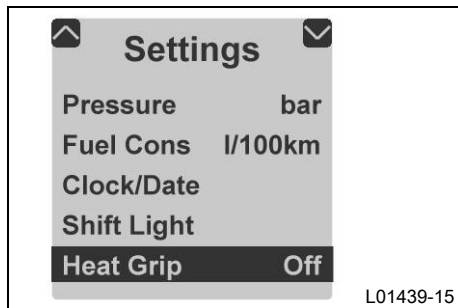 Settings
Pressure bar
Fuel Cons l/100km
Clock/Date
Shift Light
Heat Grip Off
L01439-15